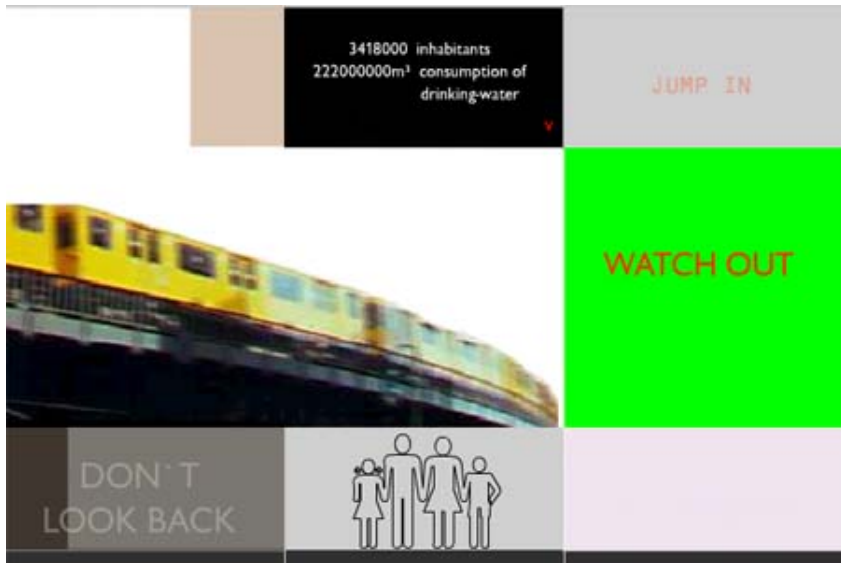 3418000 inhabitants
222000000m³ consumption of
drinking-water
v
JUMP IN
WATCH OUT
DON`T
LOOK BACK